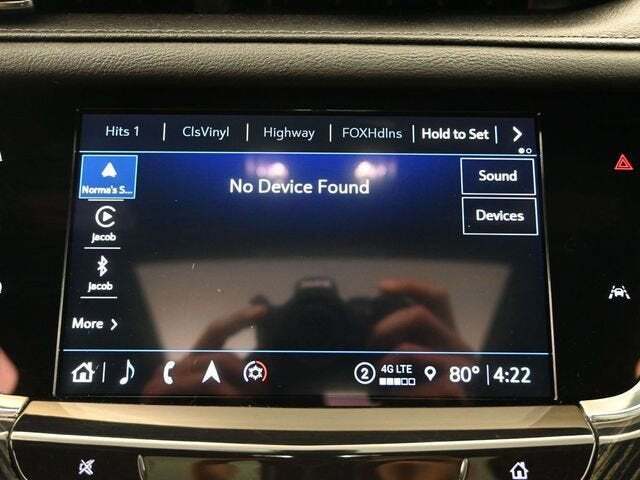 Hits 1 | ClsVinyl | Highway | FOXHdlns | Hold to Set |
Norma's S...
No Device Found
Sound
jacob
Devices
jacob
More
2 4G LTE 80° | 4:22